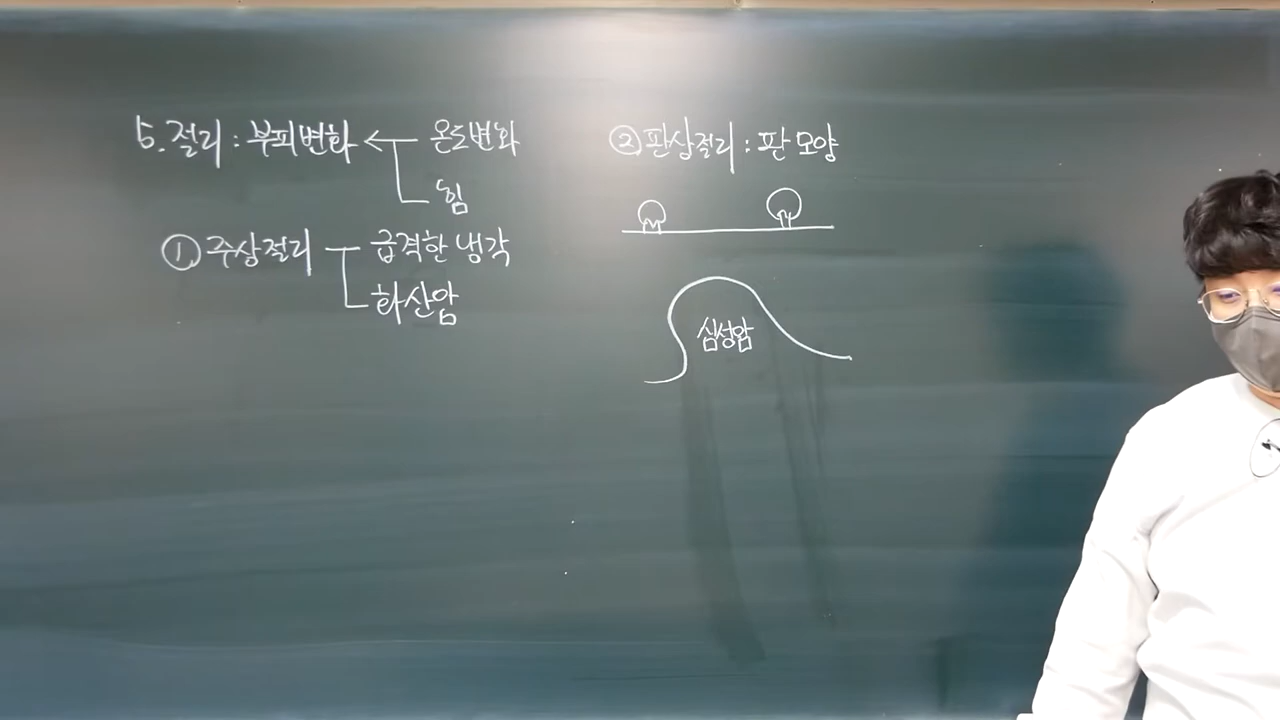 5. 절리 : 부피변화 ← 온도변화
힘
① 주상절리 급격한 냉각
화산암
② 판상절리 : 판 모양
심성암